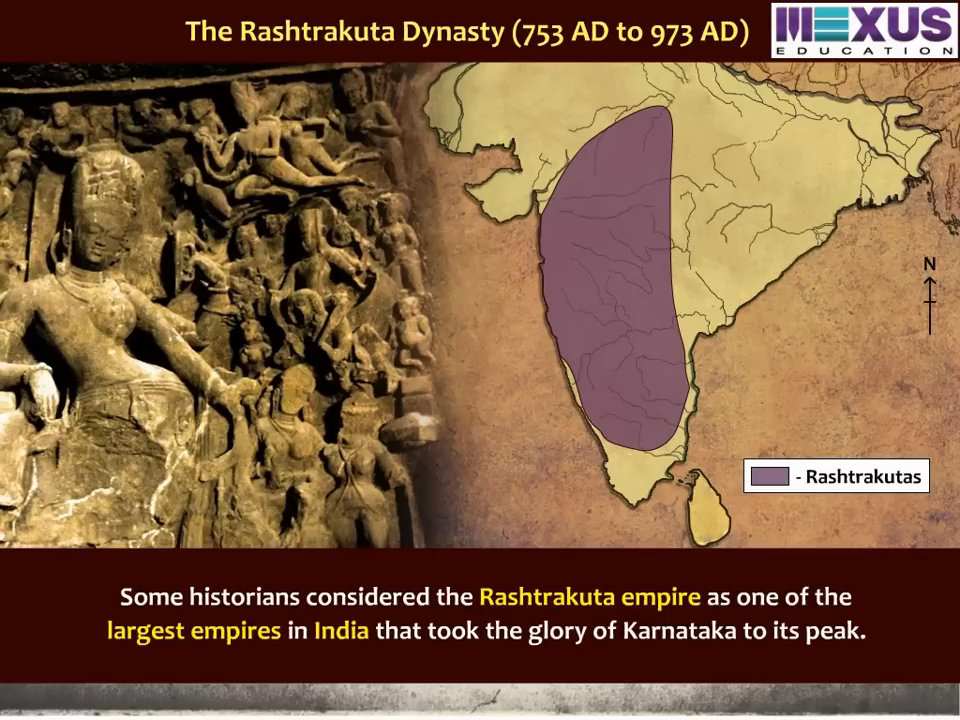 The Rashtrakuta Dynasty (753 AD to 973 AD)
MEXUS
EDUCATION
N
- Rashtrakutas
Some historians considered the Rashtrakuta empire as one of the
largest empires in India that took the glory of Karnataka to its peak.